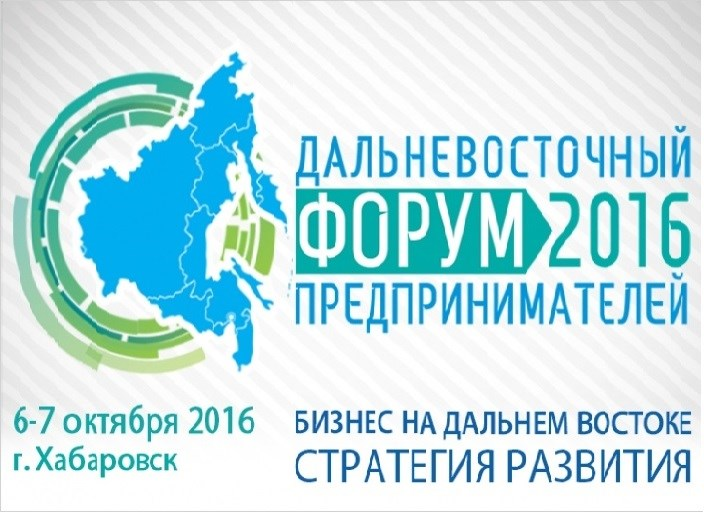 ДАЛЬНЕВОСТОЧНЫЙ
ФОРУМ 2016
ПРЕДПРИНИМАТЕЛЕЙ
6-7 октября 2016
г. Хабаровск
БИЗНЕС НА ДАЛЬНЕМ ВОСТОКЕ
СТРАТЕГИЯ РАЗВИТИЯ